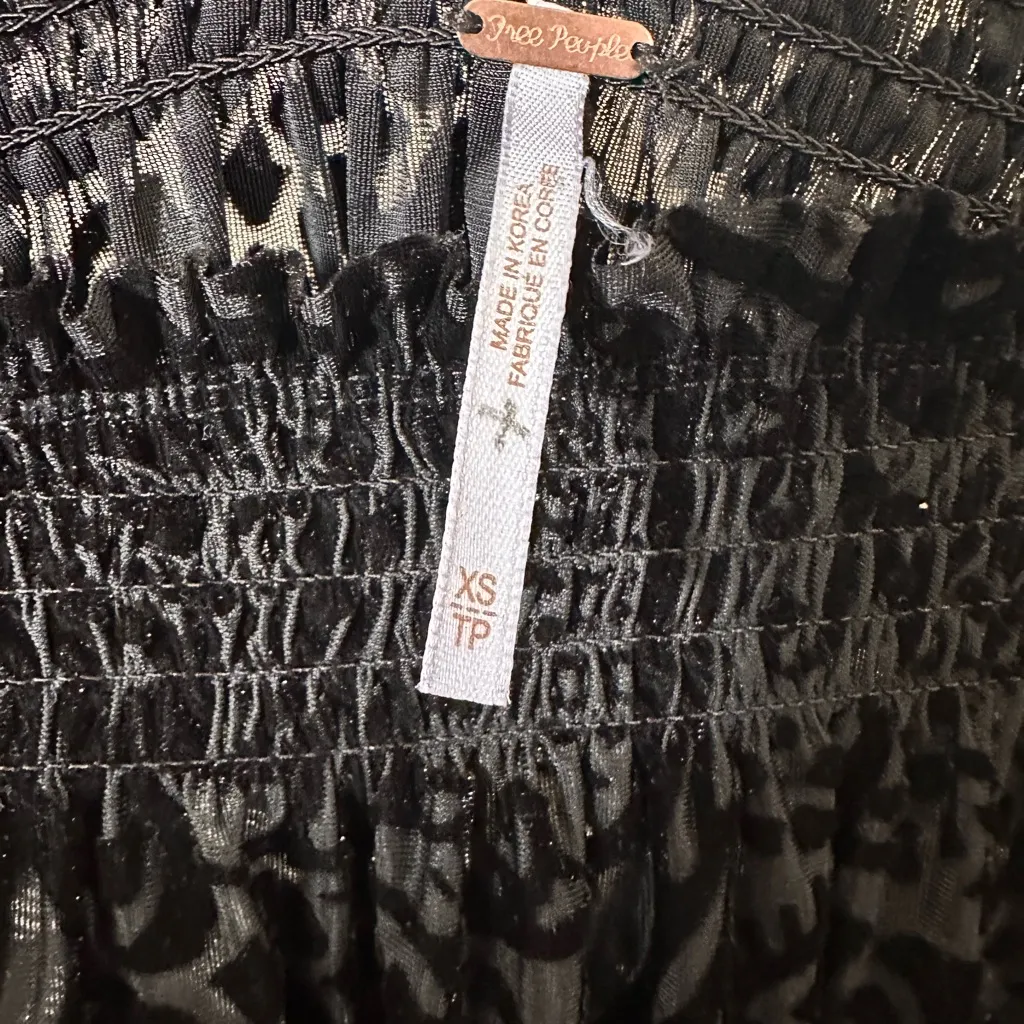 Free People
MADE IN KOREA
FABRIQUÉ EN CORÉE
XS
TP